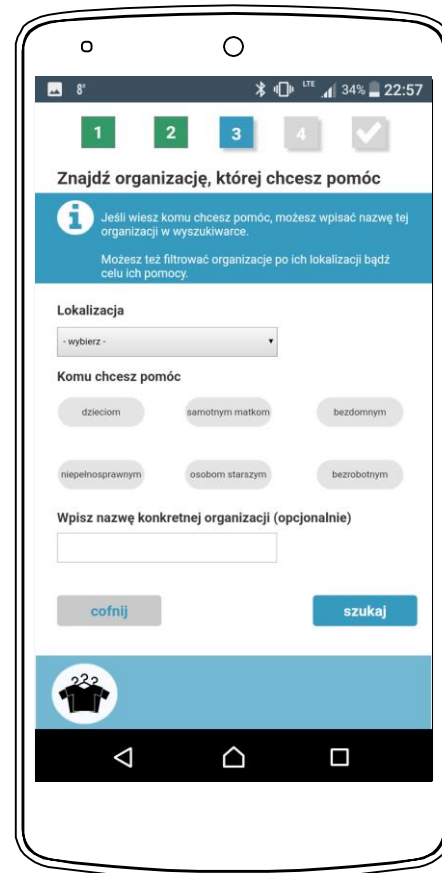 8° LTE 34% 22:57
1 2 3 4
Znajdź organizację, której chcesz pomóc
i Jeśli wiesz komu chcesz pomóc, możesz wpisać nazwę tej
organizacji w wyszukiwarce.
Możesz też filtrować organizacje po ich lokalizacji bądź
celu ich pomocy.
Lokalizacja
- wybierz -
Komu chcesz pomóc
dzieciom samotnym matkom bezdomnym
niepełnosprawnym osobom starszym bezrobotnym
Wpisz nazwę konkretnej organizacji (opcjonalnie)
cofnij szukaj